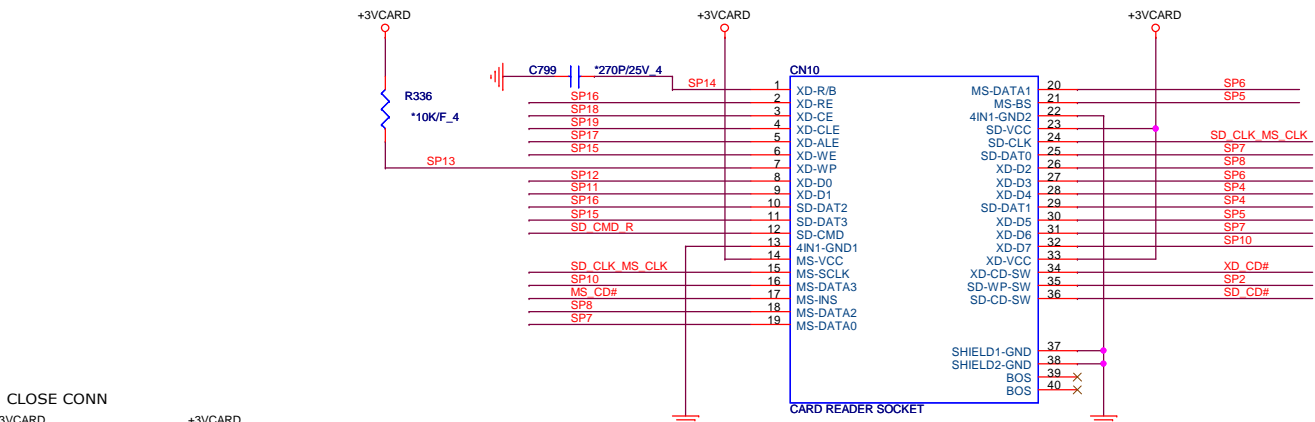 +3VCARD
+3VCARD
+3VCARD
C799
*270P/25V_4
CN10
R336
*10K/F_4
SP14 1 XD-R/B
SP16 2 XD-RE
SP18 3 XD-CE
SP19 4 XD-CLE
SP17 5 XD-ALE
SP15 6 XD-WE
SP13 7 XD-WP
SP12 8 XD-D0
SP11 9 XD-D1
SP16 10 SD-DAT2
SP15 11 SD-DAT3
SD_CMD_R 12 SD-CMD
13 4IN1-GND1
14 MS-VCC
SD_CLK_MS_CLK 15 MS-SCLK
SP10 16 MS-DATA3
MS_CD# 17 MS-INS
SP8 18 MS-DATA2
SP7 19 MS-DATA0
MS-DATA1 20 SP6
MS-BS 21 SP5
4IN1-GND2 22
SD-VCC 23
SD-CLK 24 SD_CLK_MS_CLK
SD-DAT0 25 SP7
XD-D2 26 SP8
XD-D3 27 SP6
XD-D4 28 SP4
SD-DAT1 29 SP4
XD-D5 30 SP5
XD-D6 31 SP7
XD-D7 32 SP10
XD-VCC 33
XD-CD-SW 34 XD_CD#
SD-WP-SW 35 SP2
SD-CD-SW 36 SD_CD#
SHIELD1-GND 37
SHIELD2-GND 38
BOS 39
BOS 40
CARD READER SOCKET
CLOSE CONN
3VCARD
+3VCARD